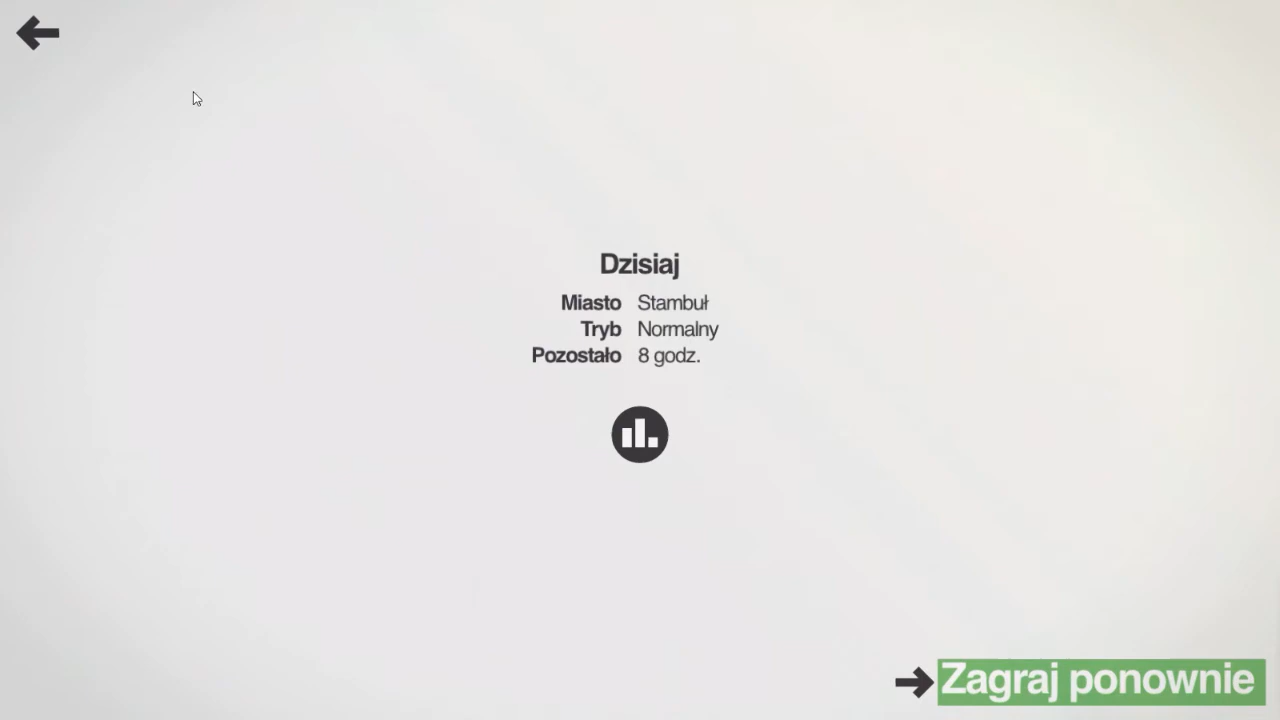 Dzisiaj
Miasto Stambuł
Tryb Normalny
Pozostało 8 godz.
Zagraj ponownie